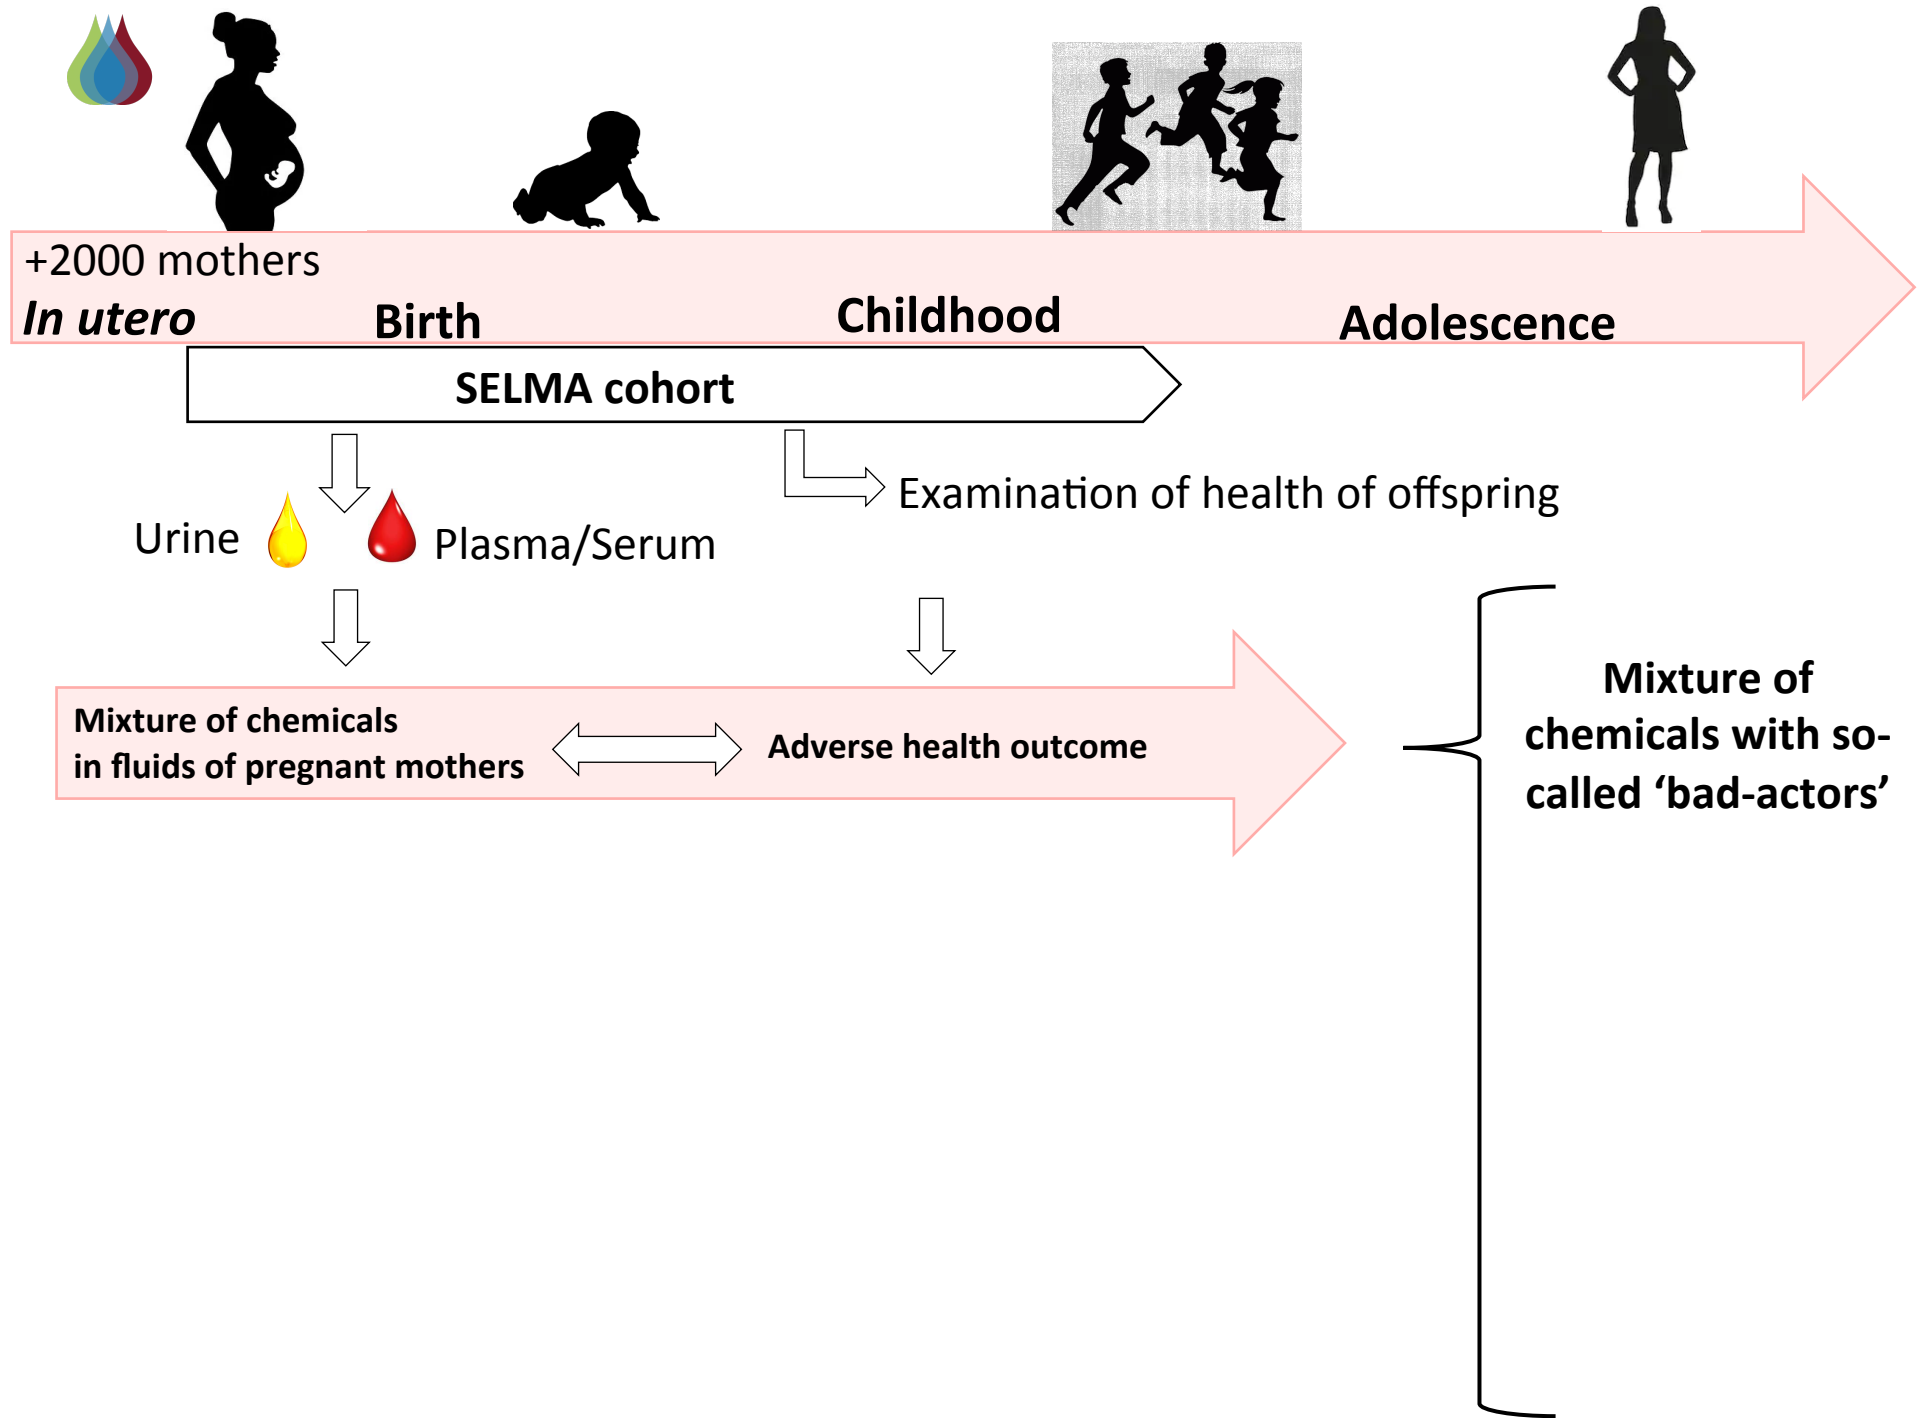 +2000 mothers
In utero
Birth
Childhood
Adolescence
SELMA cohort
Examination of health of offspring
Urine
Plasma/Serum
Mixture of chemicals
in fluids of pregnant mothers
Adverse health outcome
Mixture of
chemicals with so-
called ‘bad-actors’